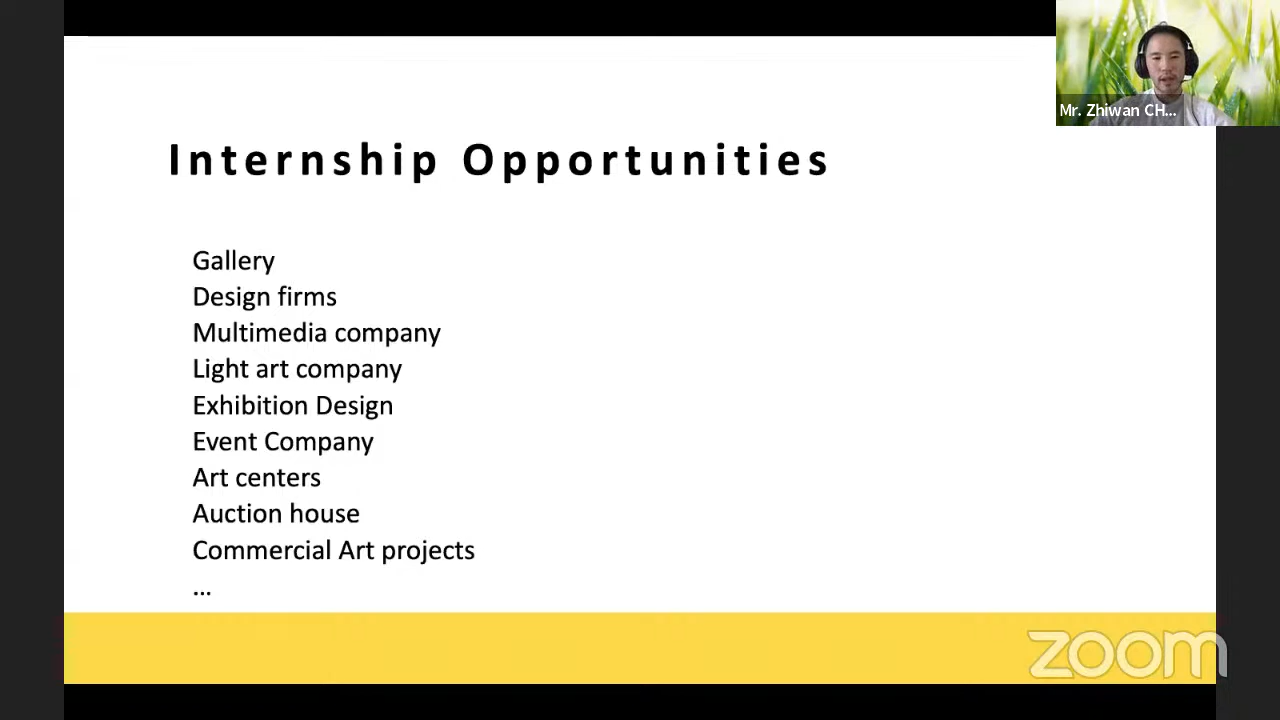 Mr. Zhiwan CH...
Internship Opportunities
Gallery
Design firms
Multimedia company
Light art company
Exhibition Design
Event Company
Art centers
Auction house
Commercial Art projects
...
zoom